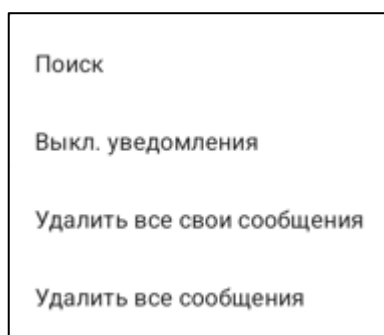 Поиск
Выкл. уведомления
Удалить все свои сообщения
Удалить все сообщения